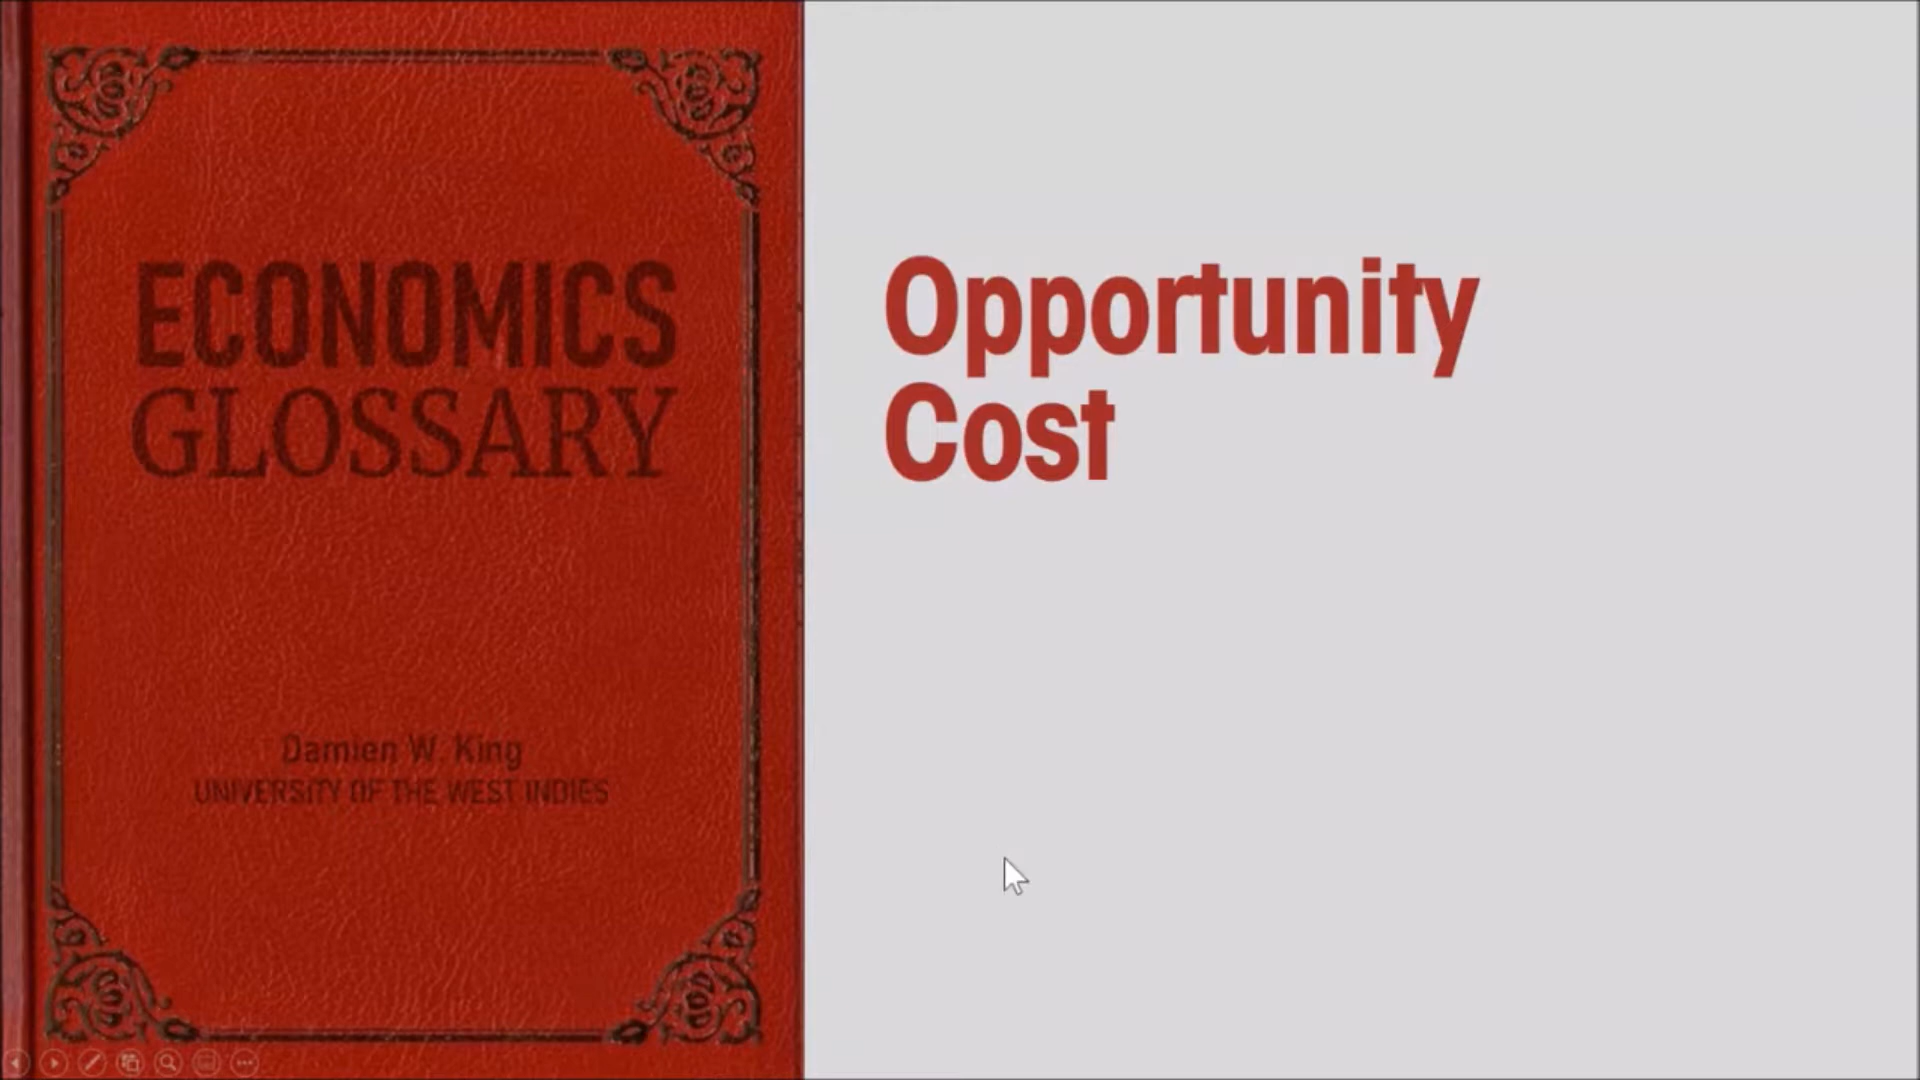 ECONOMICS
GLOSSARY
Damien W. King
UNIVERSITY OF THE WEST INDIES
Opportunity
Cost